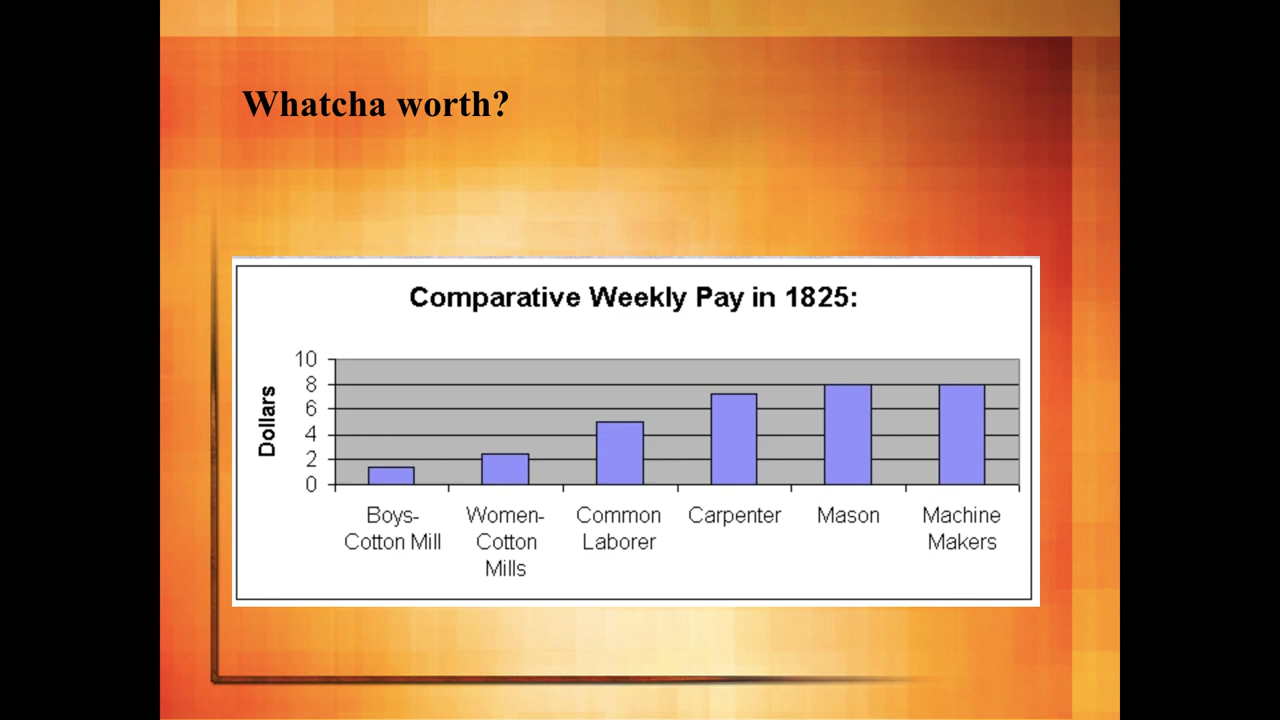 Whatcha worth?
Comparative Weekly Pay in 1825:
Dollars
10
8
6
4
2
0
Boys-
Cotton Mill
Women-
Cotton
Mills
Common
Laborer
Carpenter
Mason
Machine
Makers